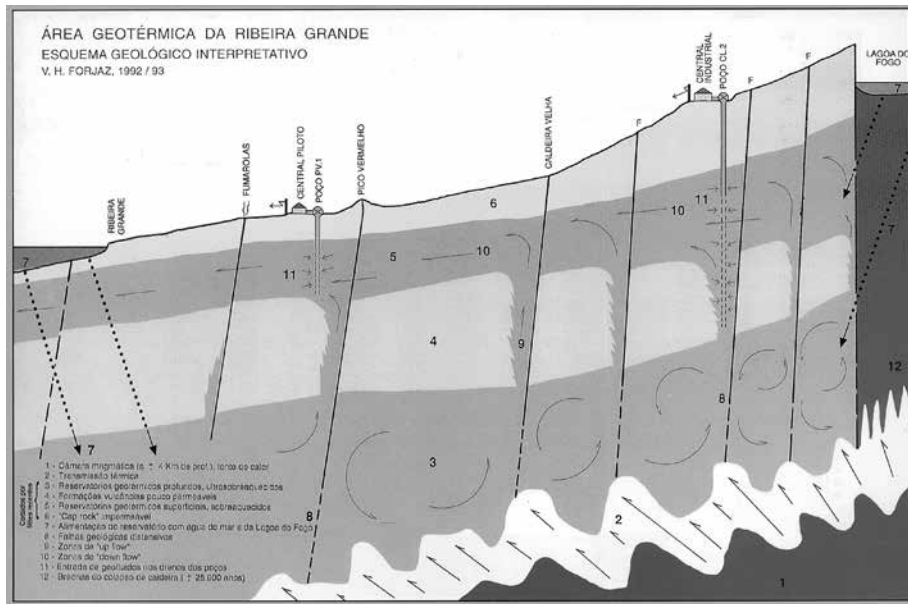 ÁREA GEOTÉRMICA DA RIBEIRA GRANDE
ESQUEMA GEOLÓGICO INTERPRETATIVO
V. H. FORJAZ, 1992 / 93
LAGOA DO
FOGO
CENTRAL
INDUSTRIAL
POÇO CL.2
F
F
F
CALDEIRA VELHA
PICO VERMELHO
POÇO PV.1
CENTRAL PILOTO
FUMAROLAS
RIBEIRA
GRANDE
7
7
6
5
10
10
11
11
4
9
7
12
8
3
7
8
2
1
1 - Câmara magmática (a ± 4 Km de prof.), fonte de calor
2 - Transmissão térmica
3 - Reservatórios geotérmicos profundos, ultrasobreaquecidos
4 - Formações vulcânicas pouco permeáveis
5 - Reservatórios geotérmicos superficiais, sobreaquecidos
6 - "Cap rock" impermeável
7 - Alimentação do reservatório com água do mar e da Lagoa do Fogo
8 - Falhas geológicas distensivas
9 - Zonas de "up flow"
10 - Zonas de "down flow"
11 - Entrada de geofluidos nos drenos dos poços
12 - Brechas do colapso de caldeira ( ± 25.000 anos)